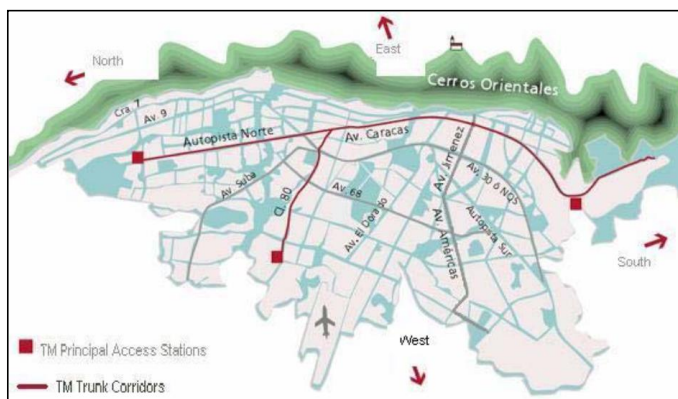 East
North
Cerros Orientales
Cra. 7
Av. 9
Autopista Norte
Av. Caracas
Av. Jimenez
Av. Suba
Cl. 80
Av. 68
Av. 30 ó NQS
Av. El Dorado
Av. Américas
Autopista Sur
South
West
TM Principal Access Stations
TM Trunk Corridors